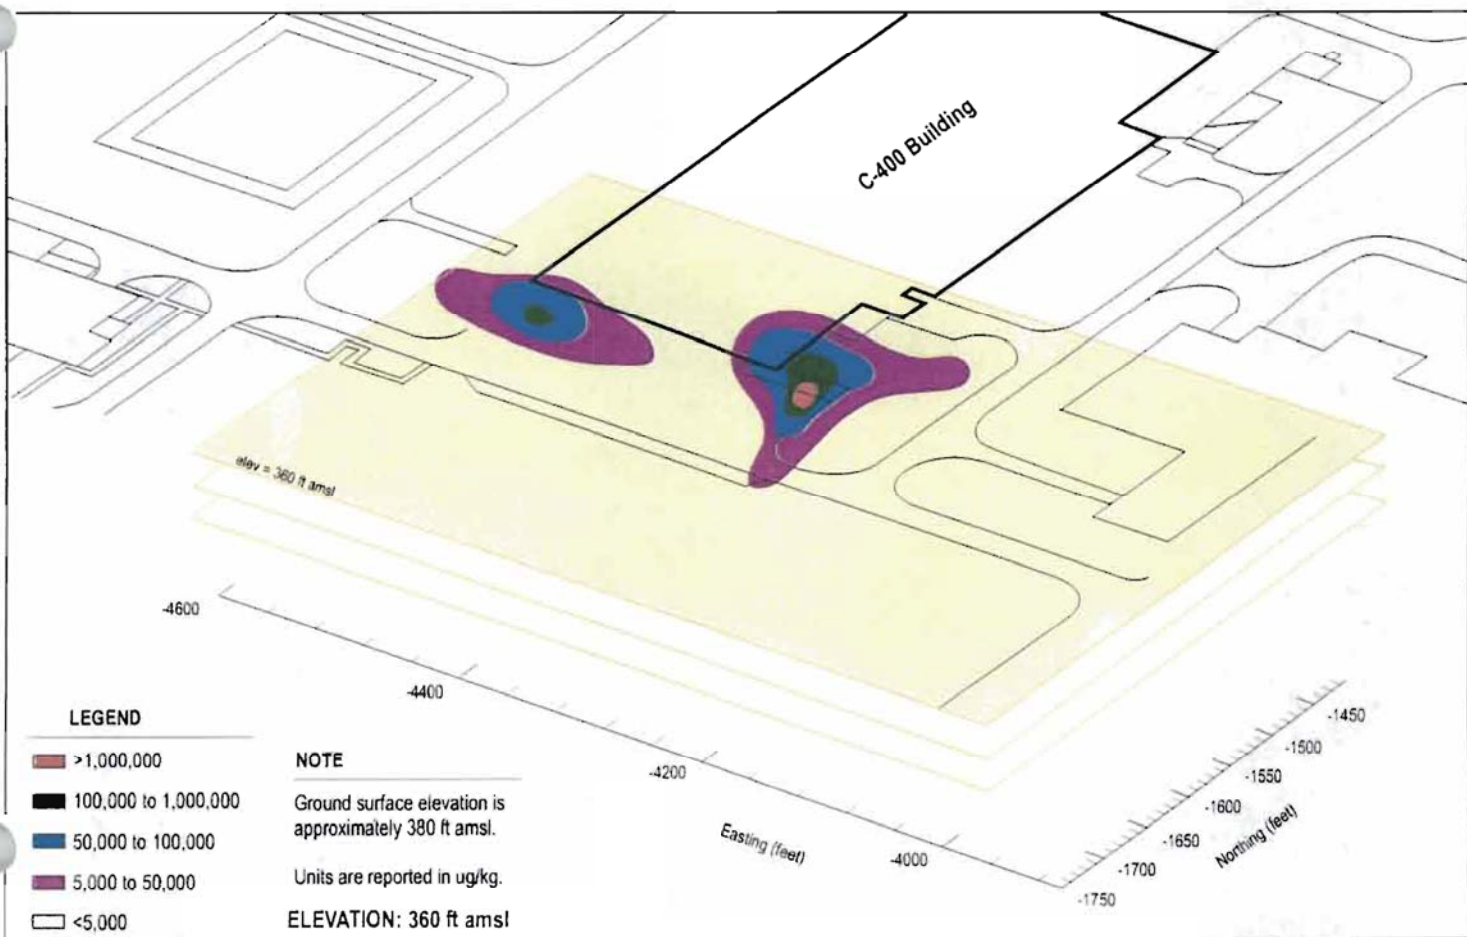 C-400 Building
elev = 360 ft amsl
-4600
-4400
-4200
-4000
Easting (feet)
-1450
-1500
-1550
-1600
-1650
-1700
-1750
Northing (feet)
LEGEND
>1,000,000
100,000 to 1,000,000
50,000 to 100,000
5,000 to 50,000
<5,000
NOTE
Ground surface elevation is
approximately 380 ft amsl.
Units are reported in ug/kg.
ELEVATION: 360 ft amsl